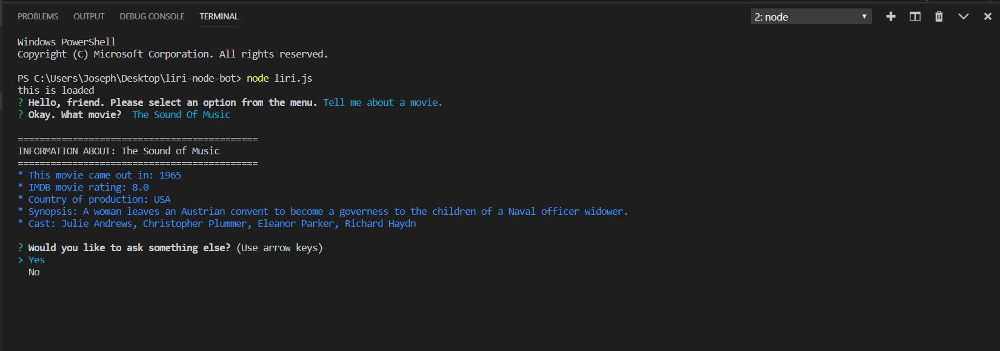 PROBLEMS OUTPUT DEBUG CONSOLE TERMINAL 2: node
Windows PowerShell
Copyright (C) Microsoft Corporation. All rights reserved.
PS C:\Users\Joseph\Desktop\liri-node-bot> node liri.js
this is loaded
? Hello, friend. Please select an option from the menu. Tell me about a movie.
? Okay. What movie?  The Sound Of Music
============================================
INFORMATION ABOUT: The Sound of Music
============================================
* This movie came out in: 1965
* IMDB movie rating: 8.0
* Country of production: USA
* Synopsis: A woman leaves an Austrian convent to become a governess to the children of a Naval officer widower.
* Cast: Julie Andrews, Christopher Plummer, Eleanor Parker, Richard Haydn
? Would you like to ask something else? (Use arrow keys)
> Yes
No